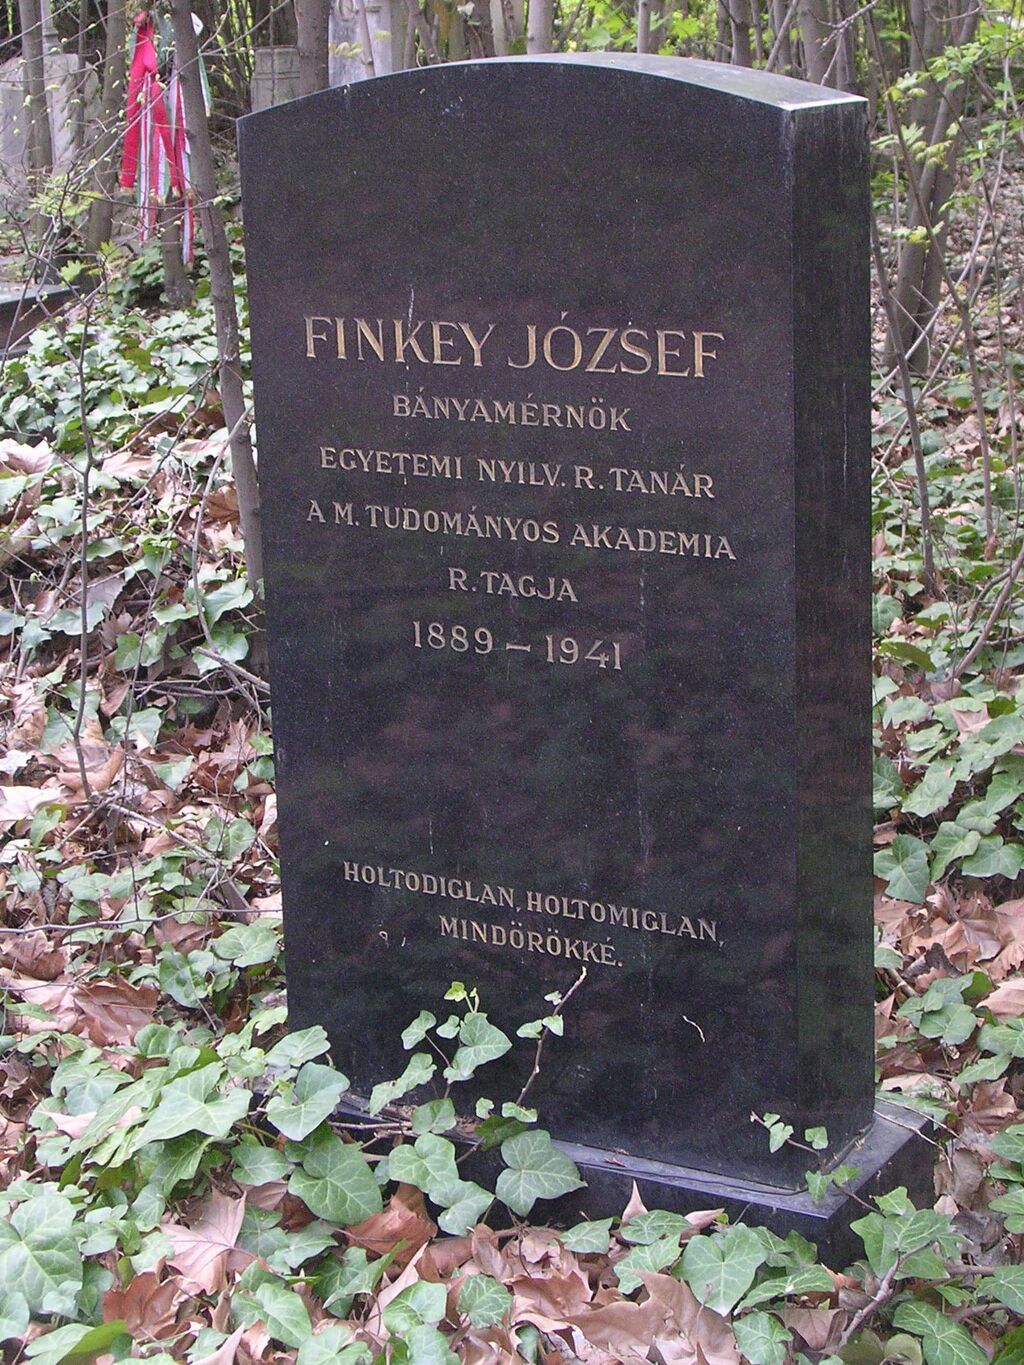 FINKEY JÓZSEF
BÁNYAMÉRNÖK
EGYETEMI NYILV. R. TANÁR
A M. TUDOMÁNYOS AKADEMIA
R. TAGJA
1889 – 1941
HOLTODIGLAN, HOLTOMIGLAN,
MINDÖRÖKKÉ.